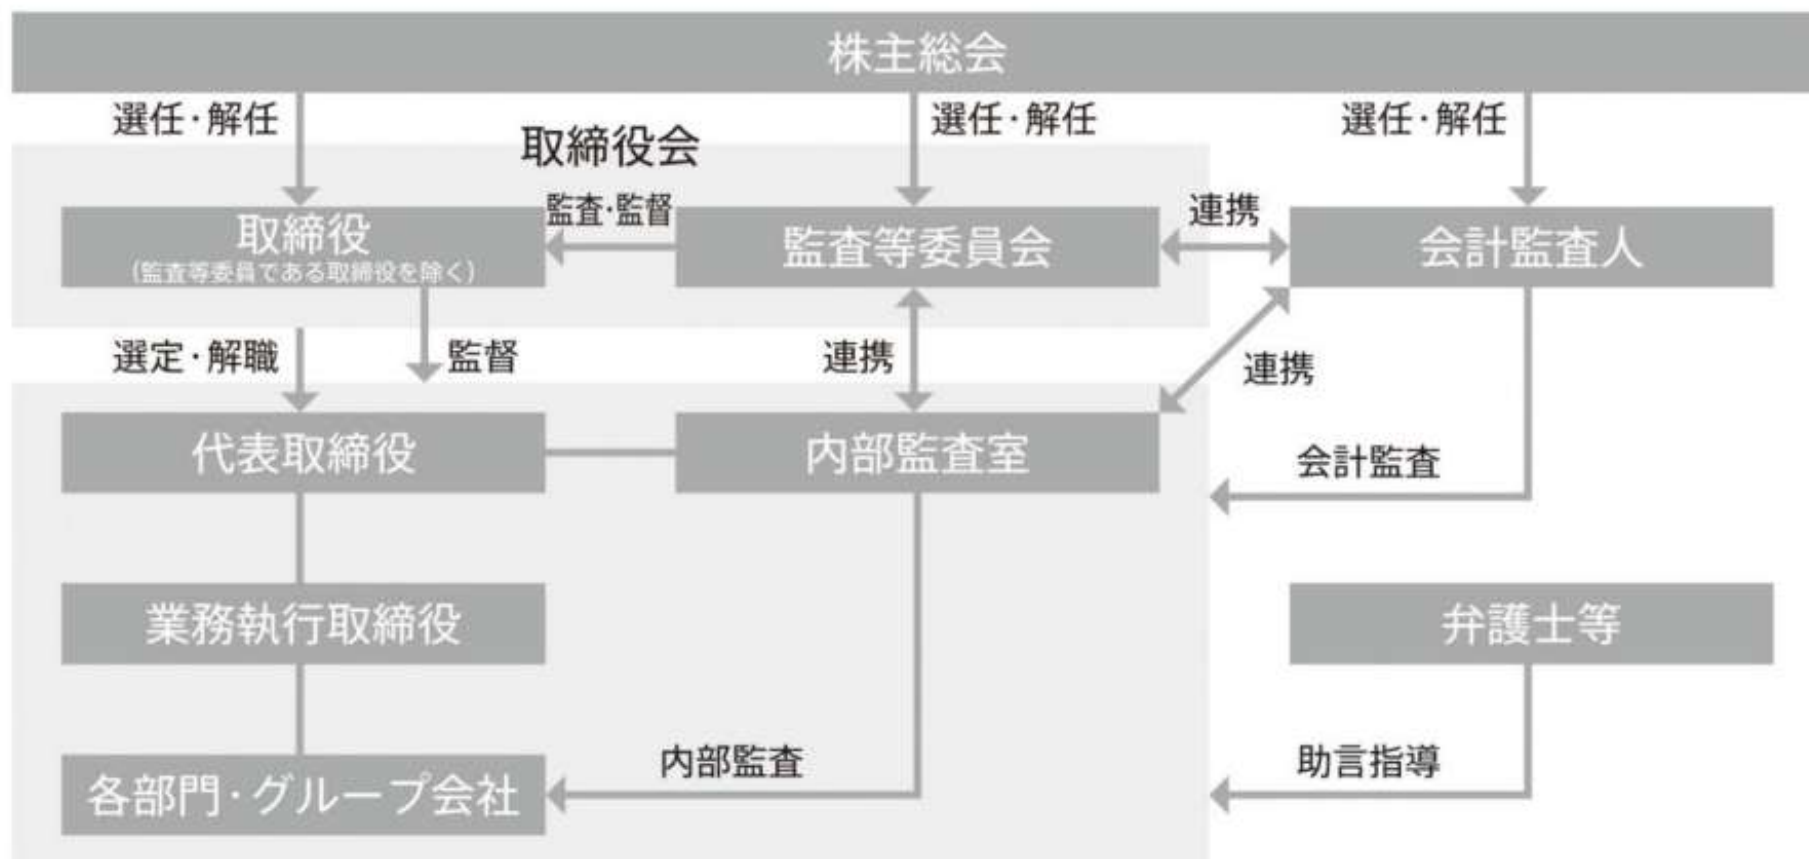 株主総会
選任・解任
選任・解任
選任・解任
取締役会
監査・監督
連携
取締役
(監査等委員である取締役を除く)
監査等委員会
会計監査人
選定・解職
監督
連携
連携
代表取締役
内部監査室
会計監査
業務執行取締役
弁護士等
内部監査
助言指導
各部門・グループ会社